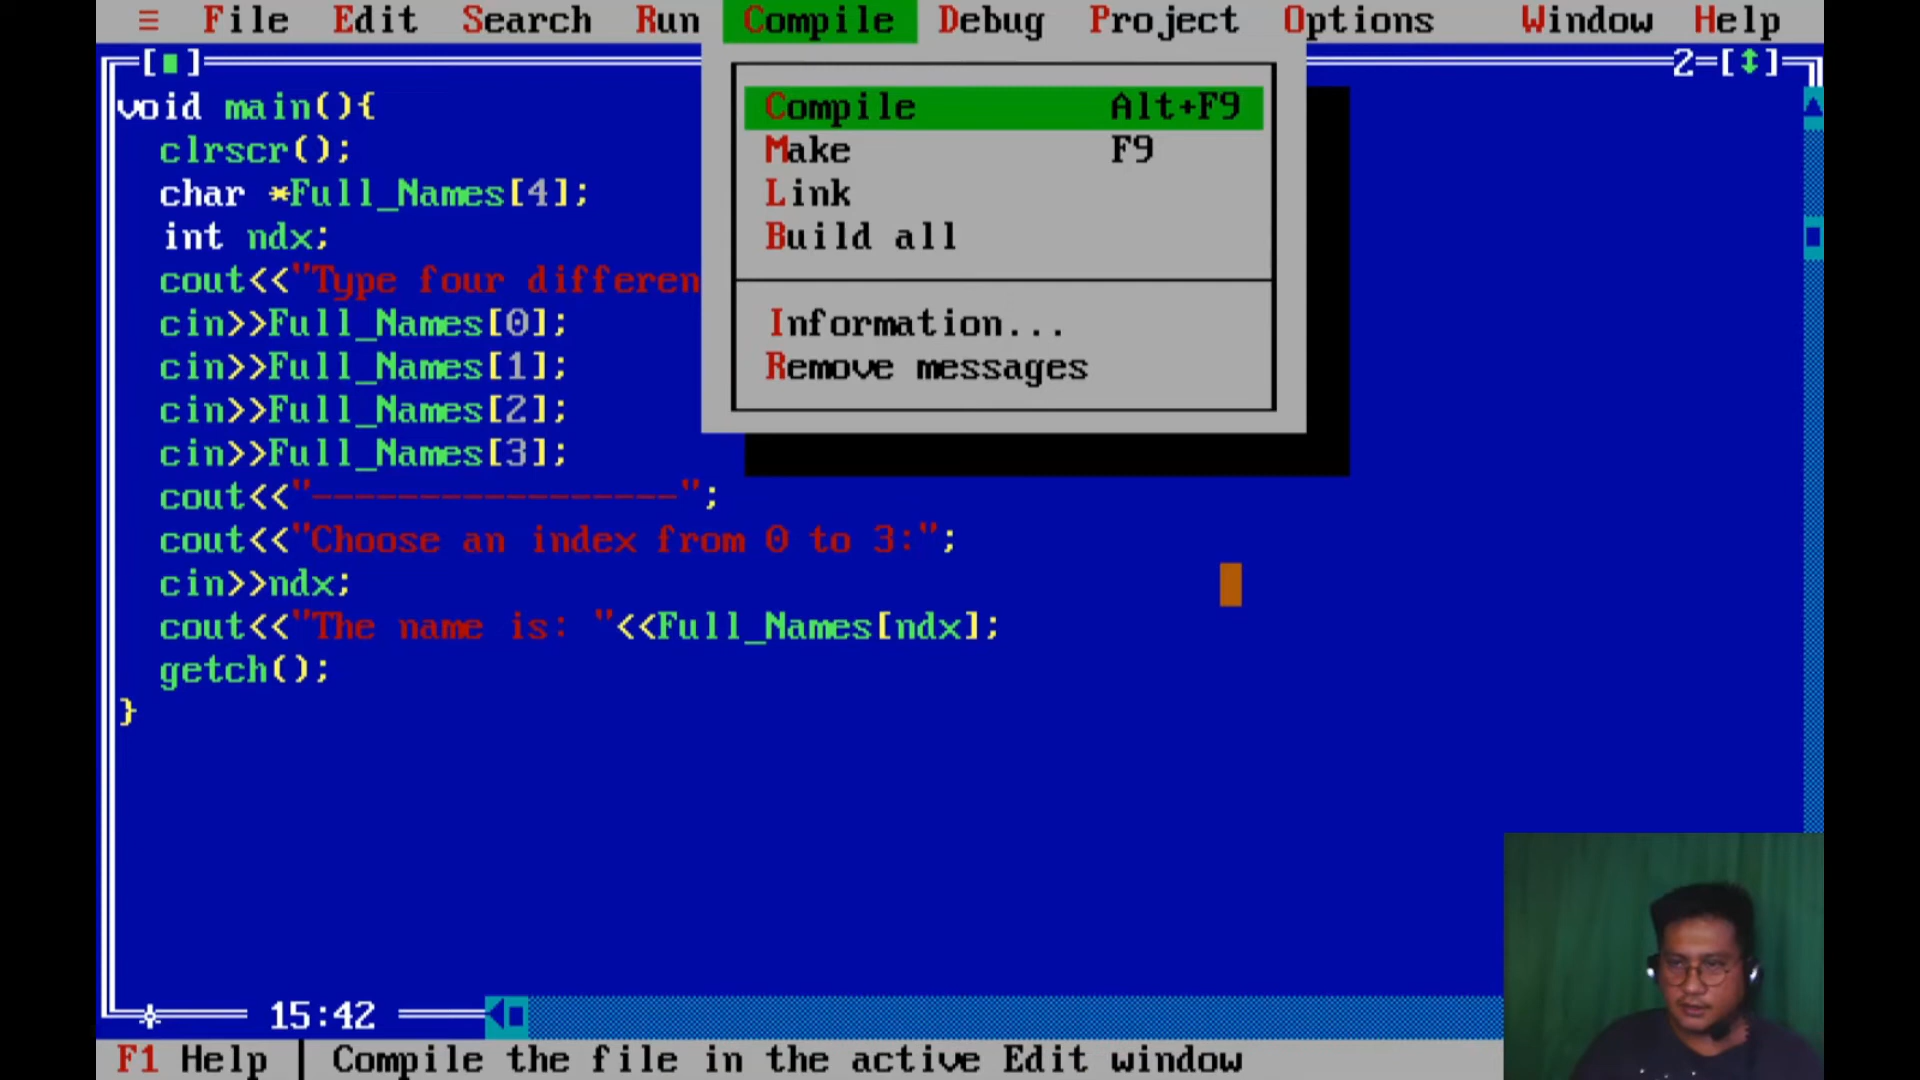 ≡ File Edit Search Run Compile Debug Project Options Window Help
[■] 2=[↕]
void main(){
clrscr();
char *Full_Names[4];
int ndx;
cout<<"Type four differen
cin>>Full_Names[0];
cin>>Full_Names[1];
cin>>Full_Names[2];
cin>>Full_Names[3];
cout<<"-----------------";
cout<<"Choose an index from 0 to 3:";
cin>>ndx;
cout<<"The name is: "<<Full_Names[ndx];
getch();
}
Compile Alt+F9
Make F9
Link
Build all
Information...
Remove messages
15:42
F1 Help | Compile the file in the active Edit window